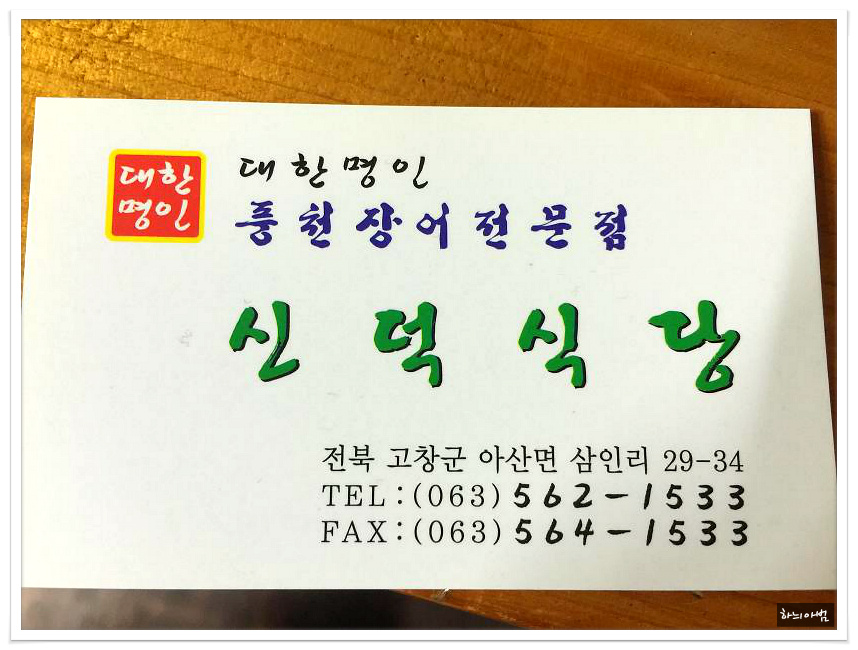 대한
명인
대한명인
풍천장어전문점
신덕식당
전북 고창군 아산면 삼인리 29-34
TEL:(063)562-1533
FAX:(063)564-1533
하늬아범